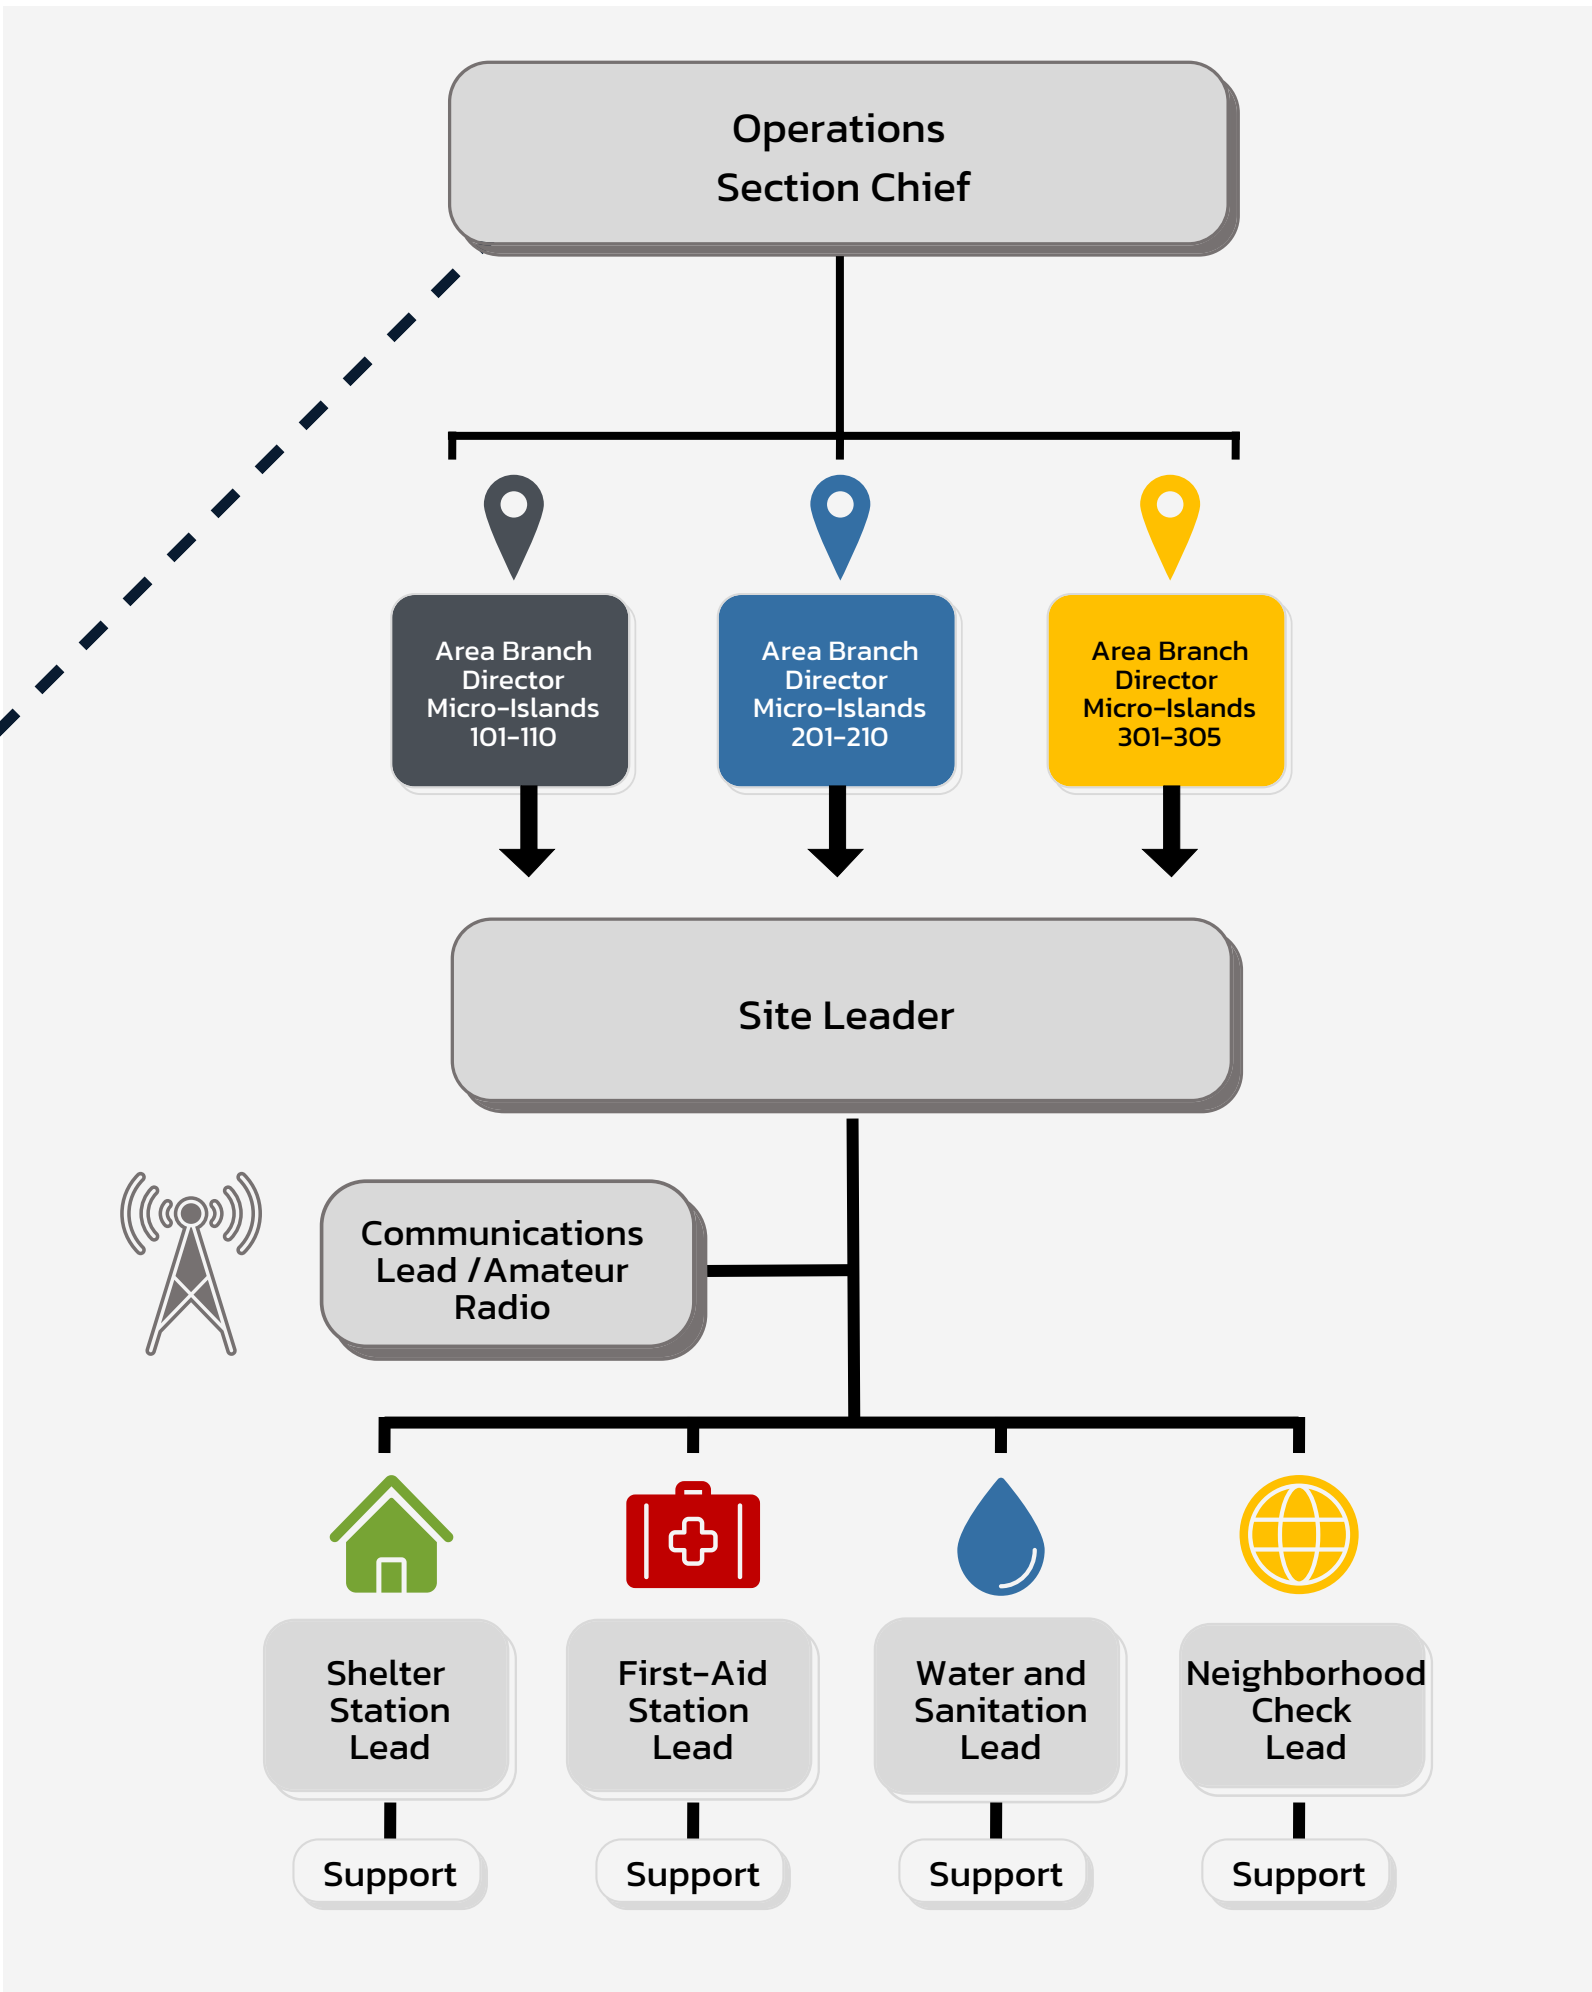 Operations
Section Chief
Area Branch
Director
Micro-Islands
101-110
Area Branch
Director
Micro-Islands
201-210
Area Branch
Director
Micro-Islands
301-305
Site Leader
Communications
Lead /Amateur
Radio
Shelter
Station
Lead
First-Aid
Station
Lead
Water and
Sanitation
Lead
Neighborhood
Check
Lead
Support
Support
Support
Support